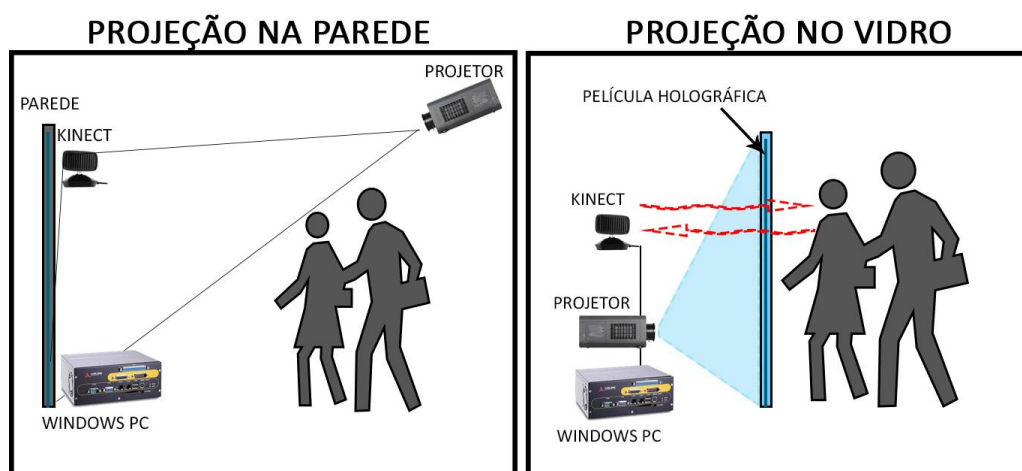 PROJEÇÃO NA PAREDE
PROJETOR
PAREDE
KINECT
WINDOWS PC
PROJEÇÃO NO VIDRO
PELÍCULA HOLOGRÁFICA
KINECT
PROJETOR
WINDOWS PC